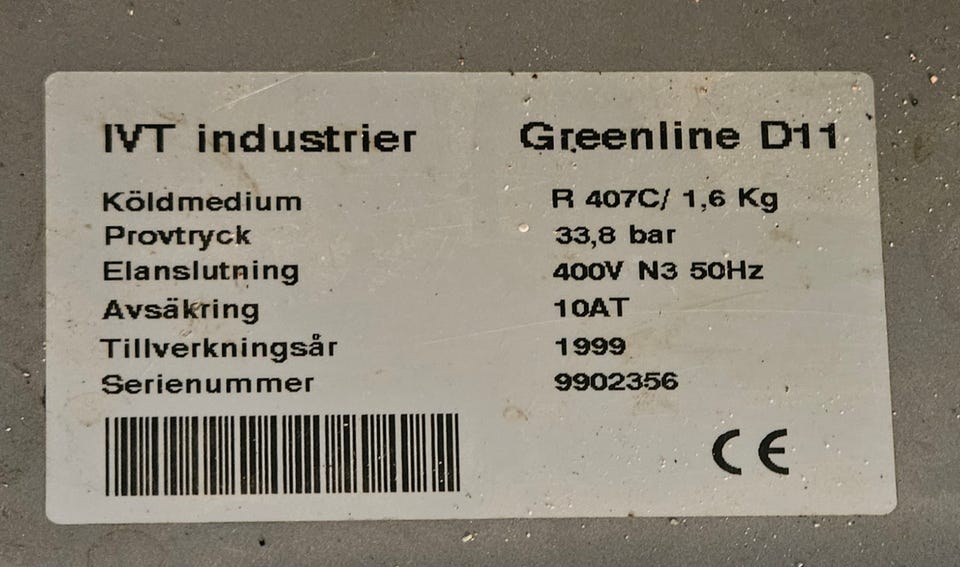 IVT industrier Greenline D11
Köldmedium R 407C/ 1,6 Kg
Provtryck 33,8 bar
Elanslutning 400V N3 50Hz
Avsäkring 10AT
Tillverkningsår 1999
Serienummer 9902356
CE